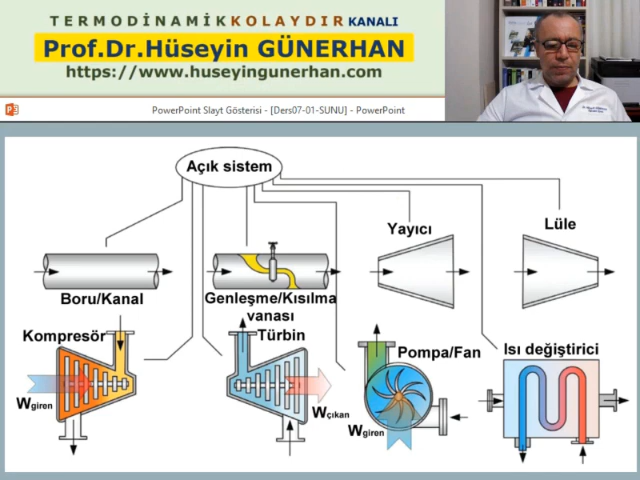 TERMODİNAMİKKOLAYDIR KANALI
Prof.Dr.Hüseyin GÜNERHAN
https://www.huseyingunerhan.com
PowerPoint Slayt Gösterisi - [Ders07-01-SUNU] - PowerPoint
Açık sistem
Yayıcı
Lüle
Boru/Kanal
Genleşme/Kısılma
vanası
Kompresör
Türbin
Pompa/Fan
Isı değiştirici
Wgiren
Wçıkan
Wgiren